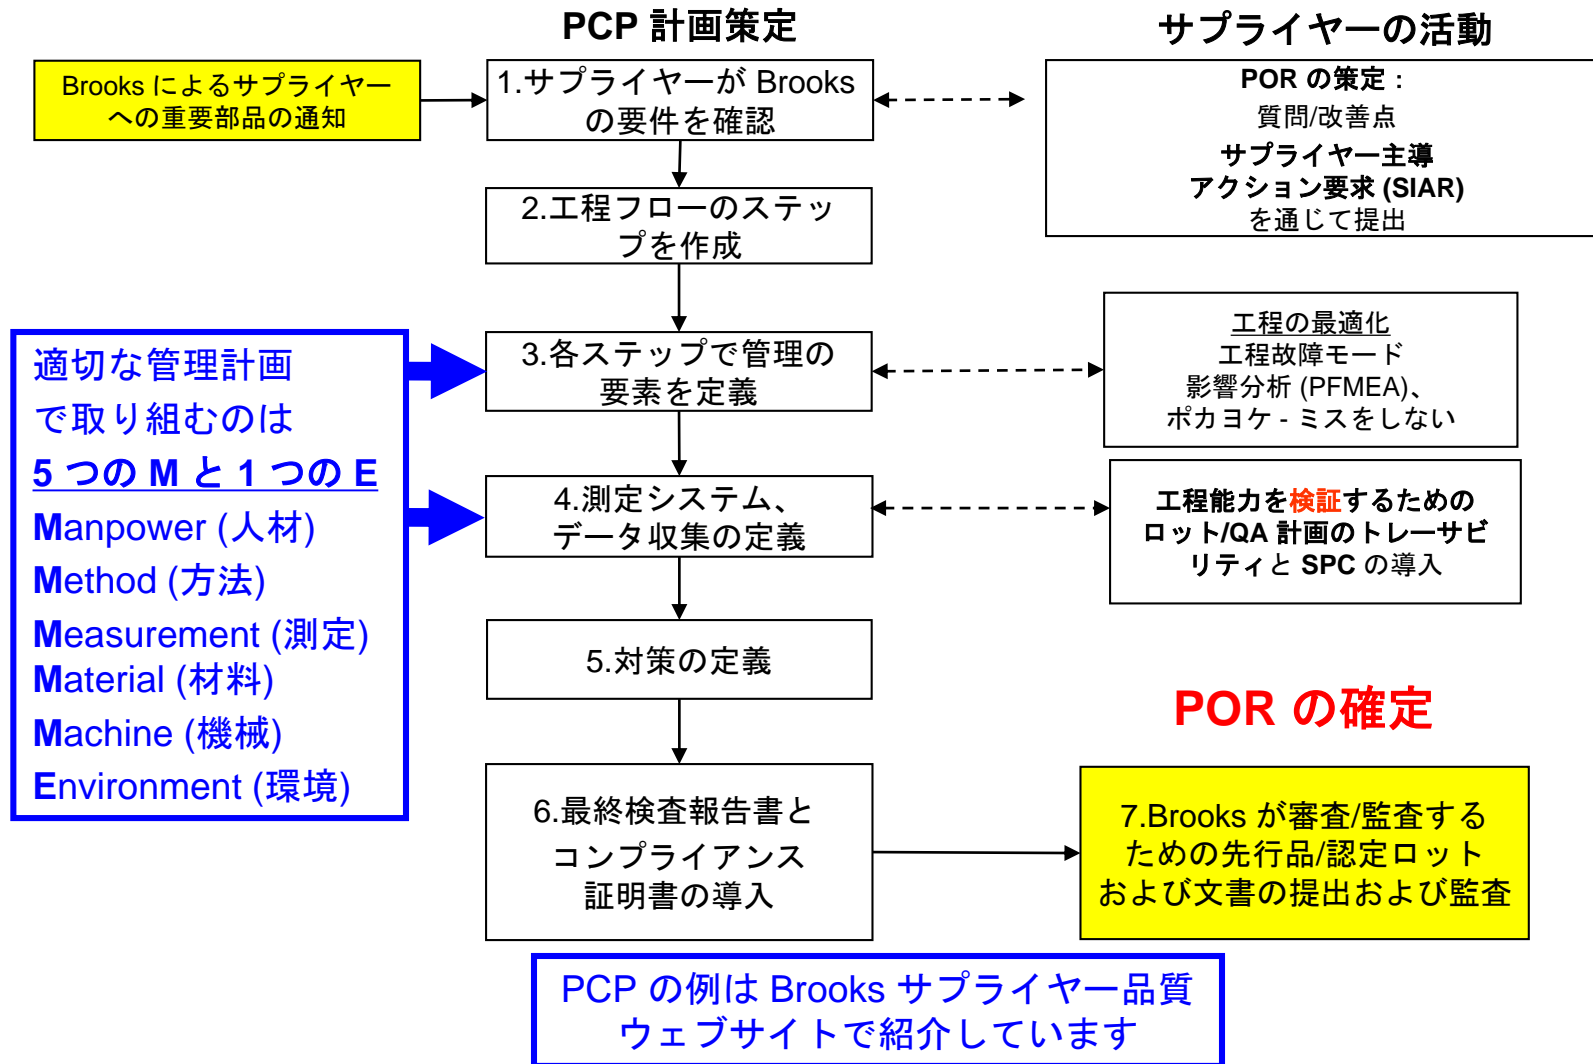 PCP 計画策定
サプライヤーの活動
Brooks によるサプライヤー
への重要部品の通知
1.サプライヤーが Brooks
の要件を確認
POR の策定：
質問/改善点
サプライヤー主導
アクション要求 (SIAR)
を通じて提出
2.工程フローのステッ
プを作成
適切な管理計画
で取り組むのは
5 つの M と 1 つの E
Manpower (人材)
Method (方法)
Measurement (測定)
Material (材料)
Machine (機械)
Environment (環境)
3.各ステップで管理の
要素を定義
工程の最適化
工程故障モード
影響分析 (PFMEA)、
ポカヨケ - ミスをしない
4.測定システム、
データ収集の定義
工程能力を検証するための
ロット/QA 計画のトレーサビ
リティと SPC の導入
5.対策の定義
POR の確定
6.最終検査報告書と
コンプライアンス
証明書の導入
7.Brooks が審査/監査する
ための先行品/認定ロット
および文書の提出および監査
PCP の例は Brooks サプライヤー品質
ウェブサイトで紹介しています